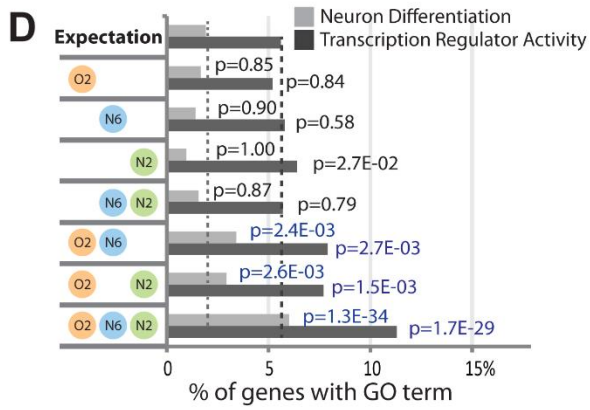 D
Neuron Differentiation
Transcription Regulator Activity
Expectation
O2
p=0.85
p=0.84
N6
p=0.90
p=0.58
N2
p=1.00
p=2.7E-02
N6 N2
p=0.87
p=0.79
O2 N6
p=2.4E-03
p=2.7E-03
O2 N2
p=2.6E-03
p=1.5E-03
O2 N6 N2
p=1.3E-34
p=1.7E-29
0 5 10 15%
% of genes with GO term